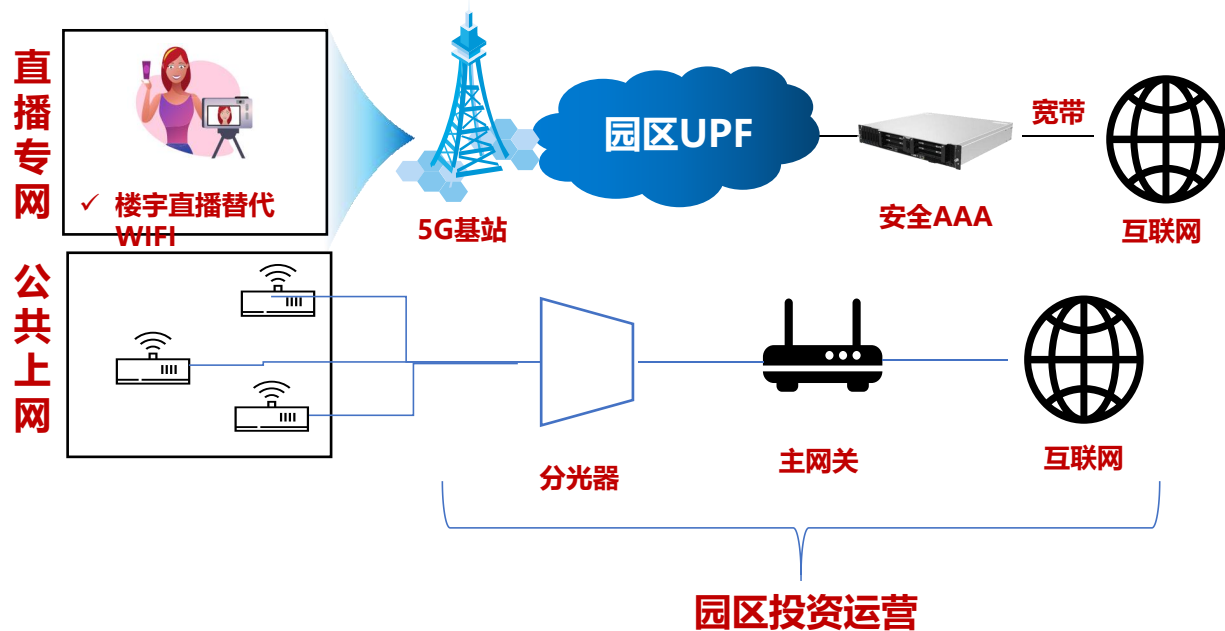 直播专网
✓ 楼宇直播替代
WIFI
5G基站
园区UPF
安全AAA
宽带
互联网
公共上网
分光器
主网关
互联网
园区投资运营